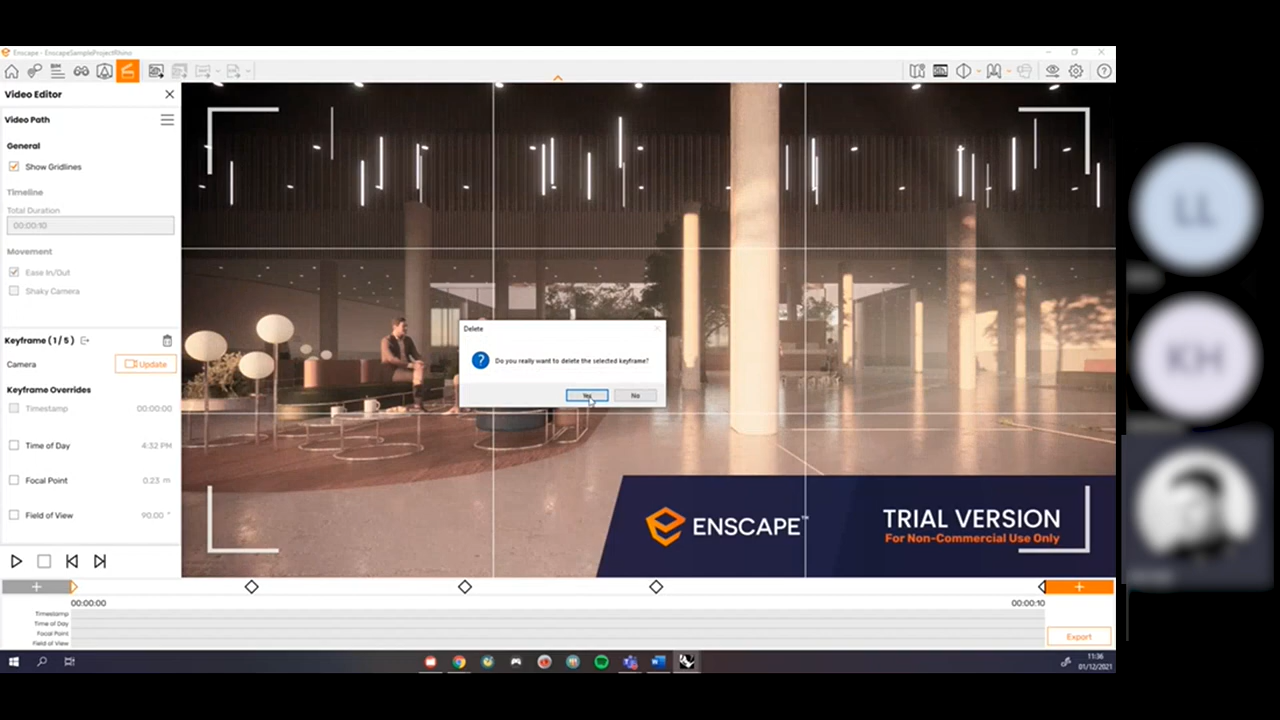 Enscape - EnscapeSampleProjectRhino
Video Editor
Video Path
General
Show Gridlines
Timeline
Total Duration
00:00:10
Movement
Ease In/Out
Shaky Camera
Keyframe (1 / 5)
Camera
Update
Keyframe Overrides
Timestamp 00:00:00
Time of Day 4:32 PM
Focal Point 0.23 m
Field of View 90.00 °
Delete
Do you really want to delete the selected keyframe?
Yes No
ENSCAPE™
TRIAL VERSION
For Non-Commercial Use Only
00:00:00
00:00:10
Timestamp
Time of Day
Focal Point
Field of View
Export
11:36
01/12/2021
LL
KH